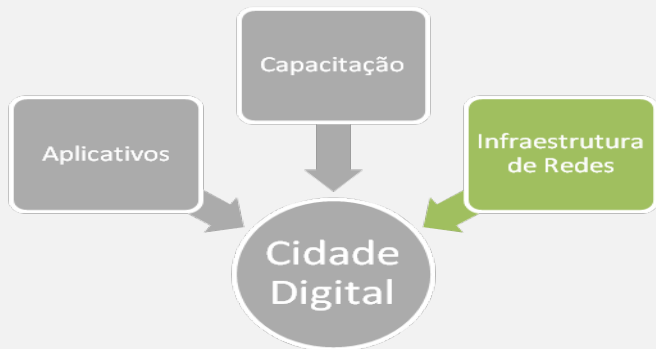 Capacitação
Aplicativos
Infraestrutura
de Redes
Cidade
Digital